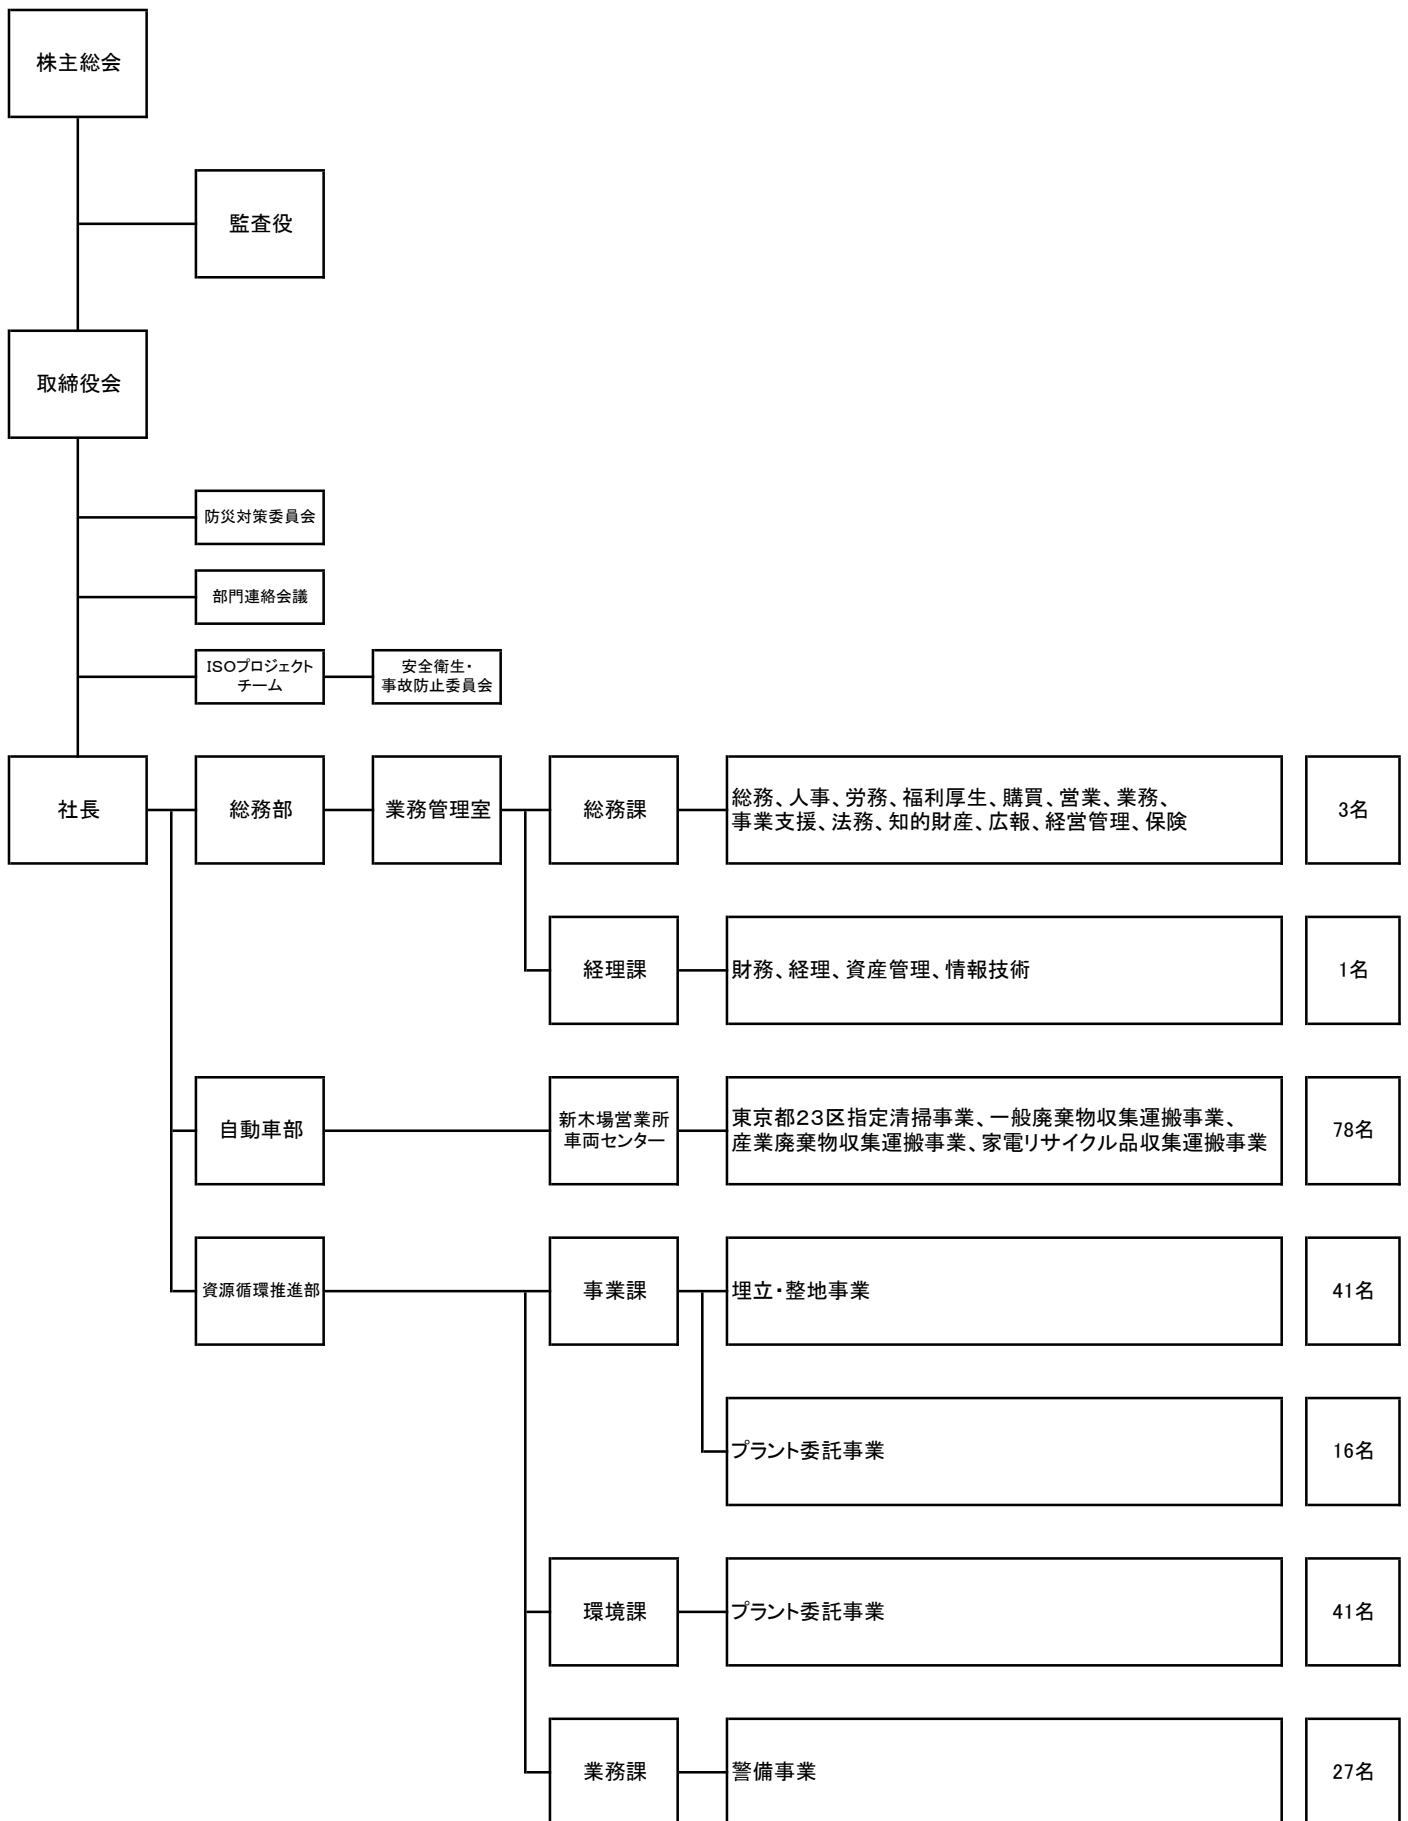 株主総会
監査役
取締役会
防災対策委員会
部門連絡会議
ISOプロジェクト
チーム
安全衛生・
事故防止委員会
社長
総務部
業務管理室
総務課
総務、人事、労務、福利厚生、購買、営業、業務、
事業支援、法務、知的財産、広報、経営管理、保険
3名
経理課
財務、経理、資産管理、情報技術
1名
自動車部
新木場営業所
車両センター
東京都23区指定清掃事業、一般廃棄物収集運搬事業、
産業廃棄物収集運搬事業、家電リサイクル品収集運搬事業
78名
資源循環推進部
事業課
埋立・整地事業
41名
プラント委託事業
16名
環境課
プラント委託事業
41名
業務課
警備事業
27名